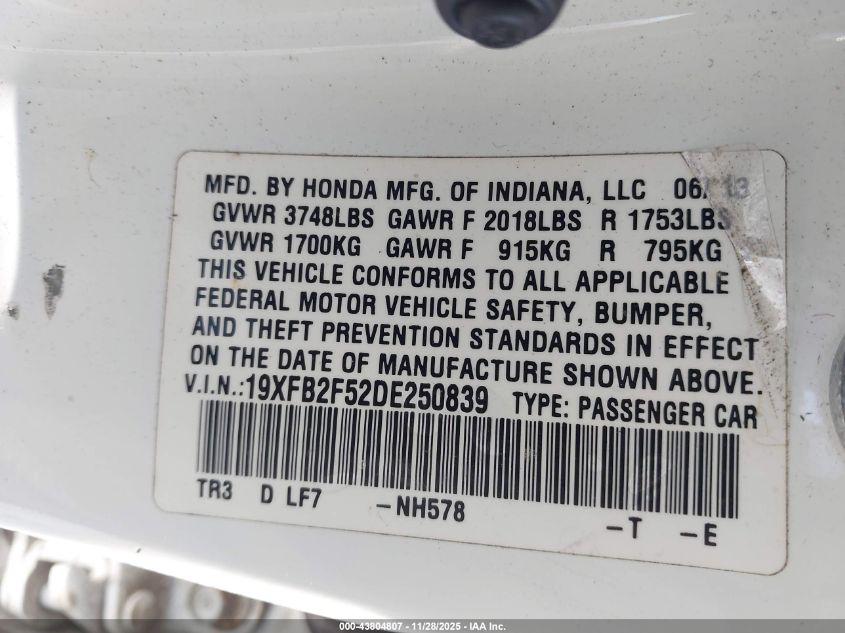 MFD. BY HONDA MFG. OF INDIANA, LLC 06/13
GVWR 3748LBS GAWR F 2018LBS R 1753LBS
GVWR 1700KG GAWR F 915KG R 795KG
THIS VEHICLE CONFORMS TO ALL APPLICABLE
FEDERAL MOTOR VEHICLE SAFETY, BUMPER,
AND THEFT PREVENTION STANDARDS IN EFFECT
ON THE DATE OF MANUFACTURE SHOWN ABOVE.
V.I.N.:19XFB2F52DE250839 TYPE: PASSENGER CAR
TR3 D LF7 -NH578
-T -E
000-43804807 - 11/28/2025 - IAA Inc.